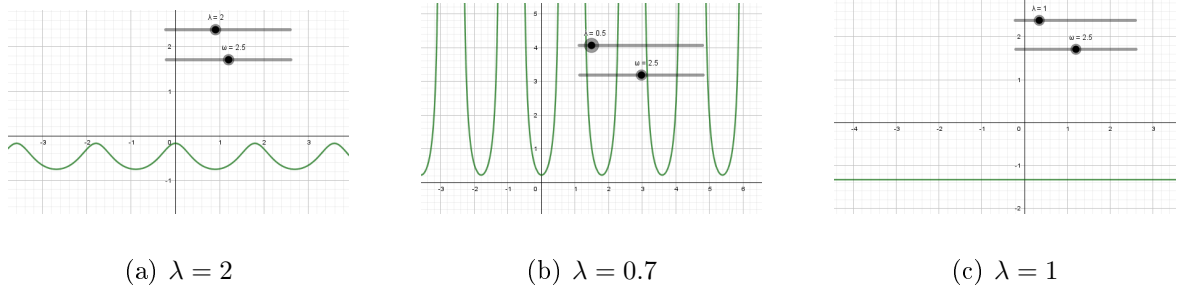 λ = 2
ω = 2.5
2
1
-3 -2 -1 0 1 2 3
-1
5
λ = 0.5
4
ω = 2.5
3
2
1
-3 -2 -1 0 1 2 3 4 5 6
λ = 1
2
ω = 2.5
1
-4 -3 -2 -1 0 1 2 3
-1
-2
(a) λ = 2
(b) λ = 0.7
(c) λ = 1